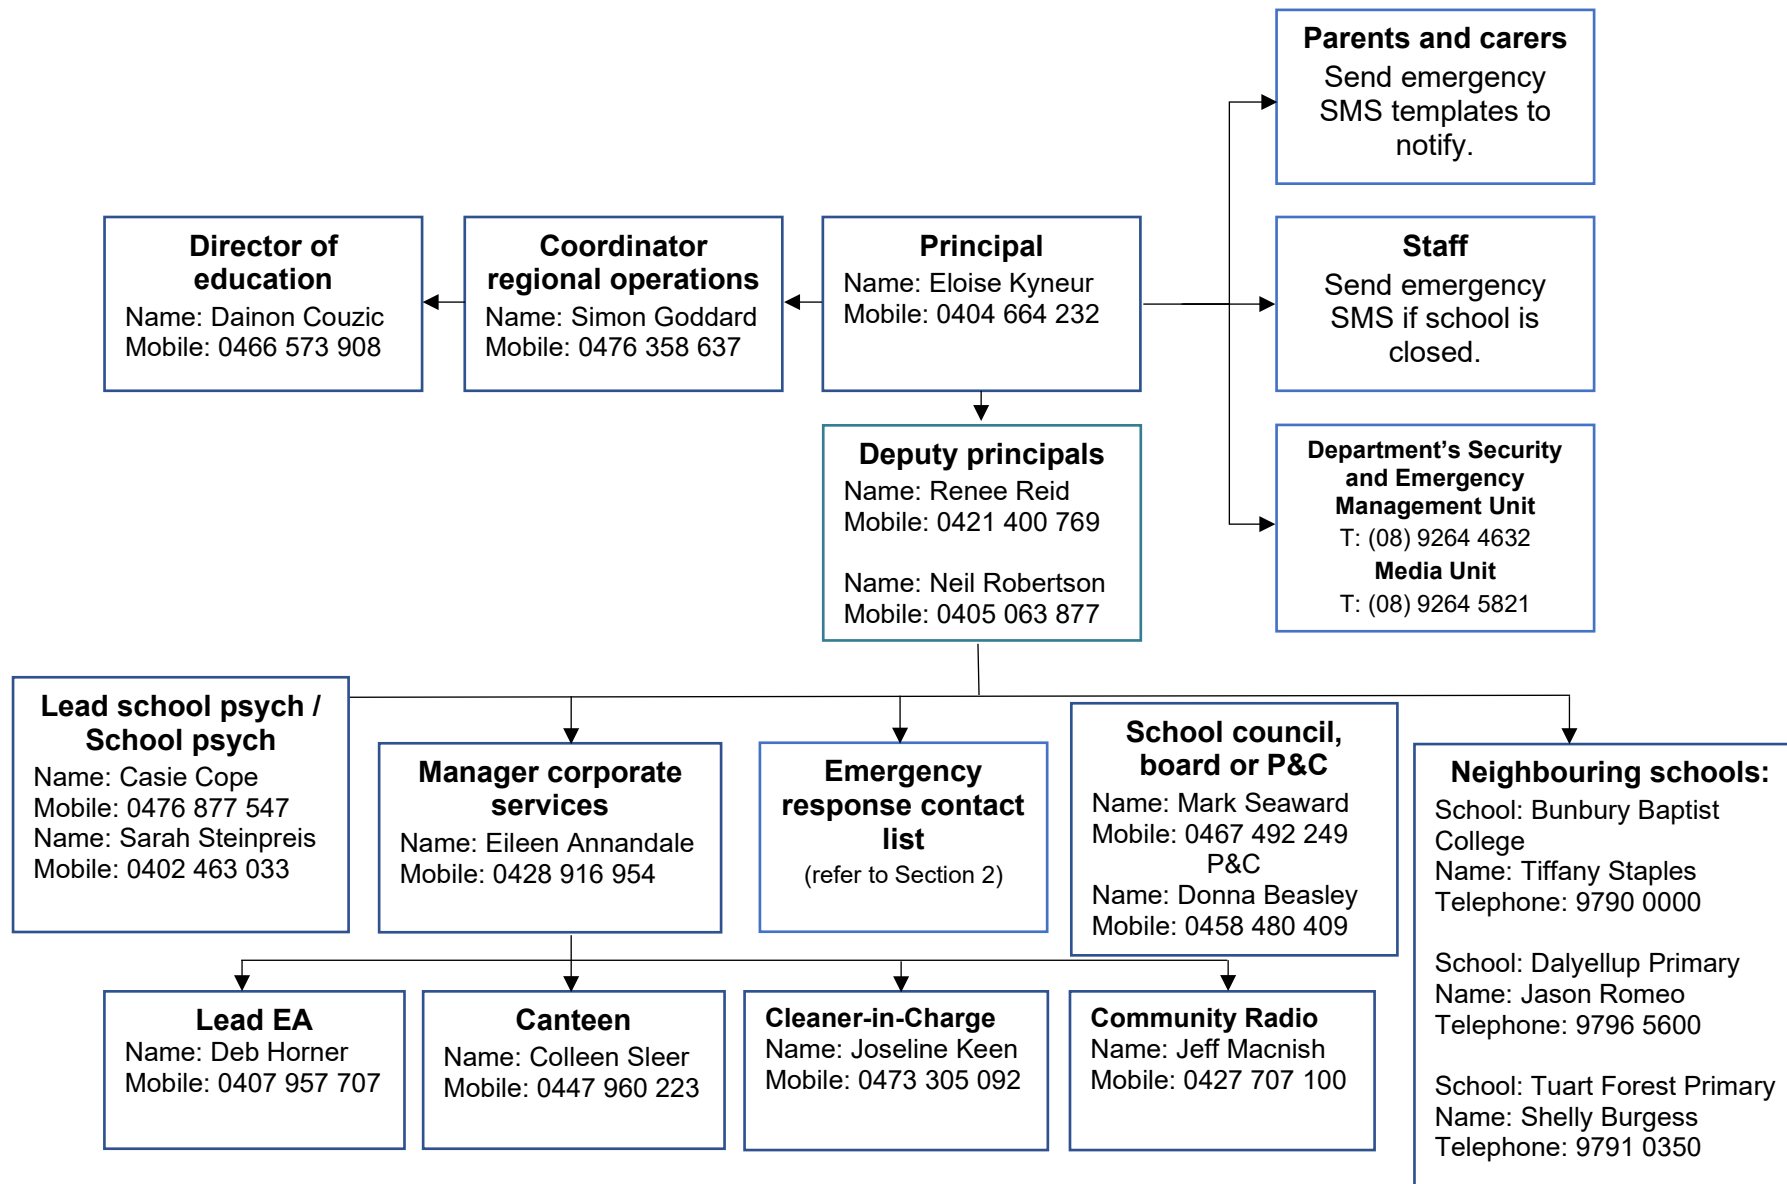 Parents and carers
Send emergency
SMS templates to
notify.
Director of
education
Name: Dainon Couzic
Mobile: 0466 573 908
Coordinator
regional operations
Name: Simon Goddard
Mobile: 0476 358 637
Principal
Name: Eloise Kyneur
Mobile: 0404 664 232
Staff
Send emergency
SMS if school is
closed.
Deputy principals
Name: Renee Reid
Mobile: 0421 400 769
Name: Neil Robertson
Mobile: 0405 063 877
Department’s Security
and Emergency
Management Unit
T: (08) 9264 4632
Media Unit
T: (08) 9264 5821
Lead school psych /
School psych
Name: Casie Cope
Mobile: 0476 877 547
Name: Sarah Steinpreis
Mobile: 0402 463 033
Manager corporate
services
Name: Eileen Annandale
Mobile: 0428 916 954
Emergency
response contact
list
(refer to Section 2)
School council,
board or P&C
Name: Mark Seaward
Mobile: 0467 492 249
P&C
Name: Donna Beasley
Mobile: 0458 480 409
Neighbouring schools:
School: Bunbury Baptist
College
Name: Tiffany Staples
Telephone: 9790 0000
School: Dalyellup Primary
Name: Jason Romeo
Telephone: 9796 5600
School: Tuart Forest Primary
Name: Shelly Burgess
Telephone: 9791 0350
Lead EA
Name: Deb Horner
Mobile: 0407 957 707
Canteen
Name: Colleen Sleer
Mobile: 0447 960 223
Cleaner-in-Charge
Name: Joseline Keen
Mobile: 0473 305 092
Community Radio
Name: Jeff Macnish
Mobile: 0427 707 100